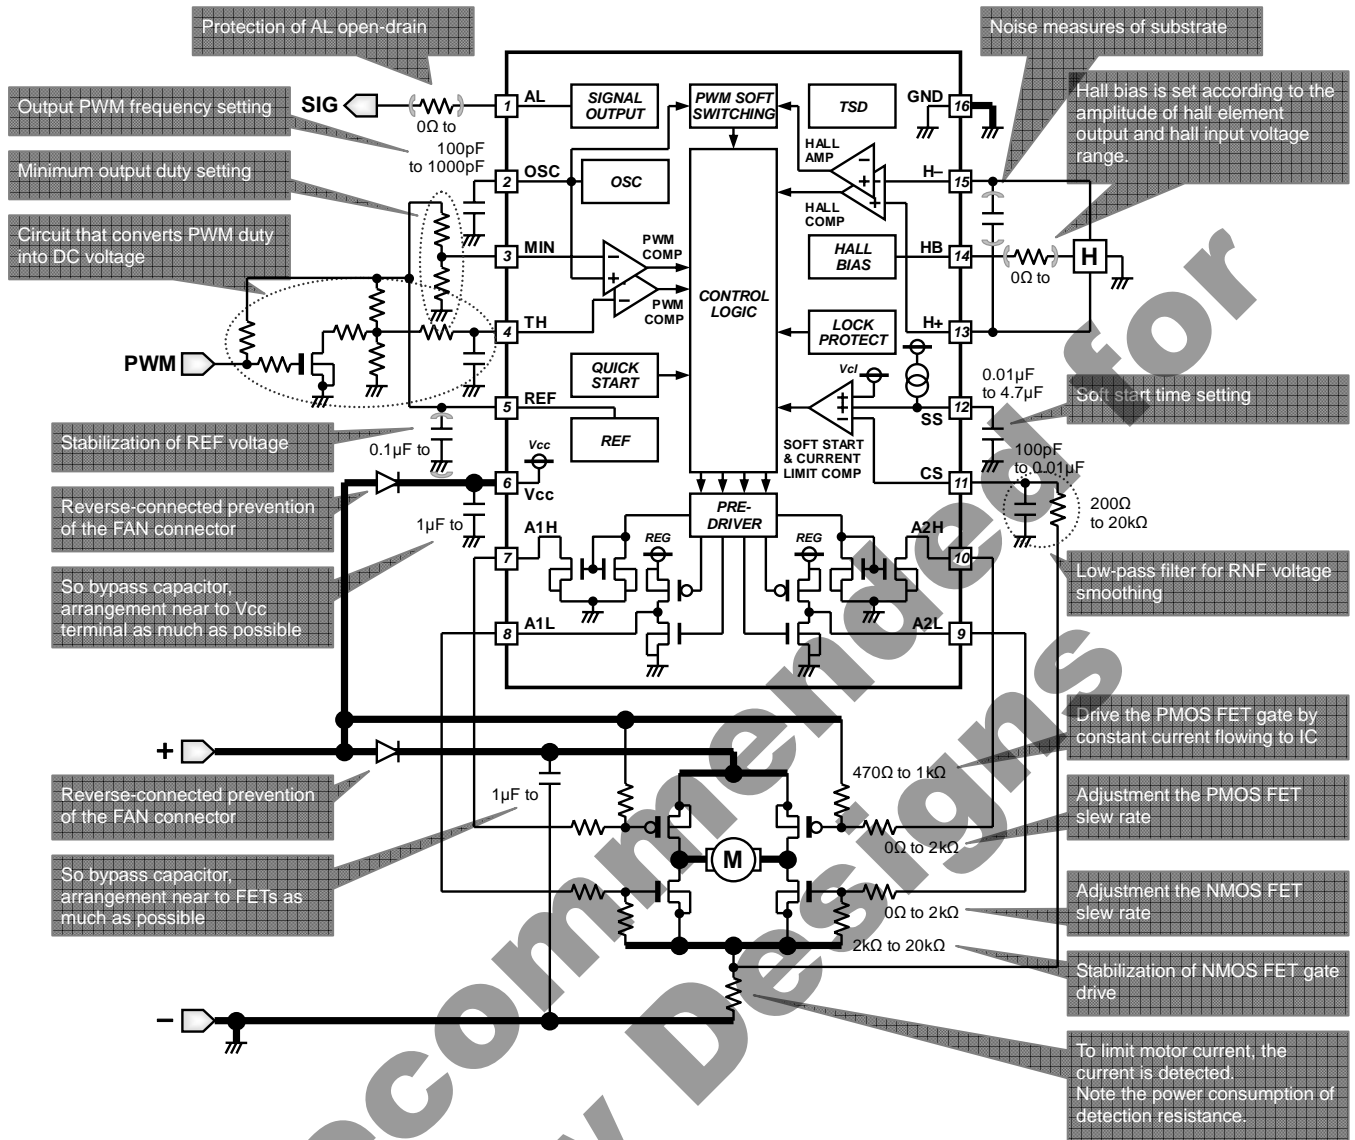 Protection of AL open-drain
Noise measures of substrate
Output PWM frequency setting
SIG
0Ω to
1
AL
SIGNAL
OUTPUT
PWM SOFT
SWITCHING
TSD
GND
16
Hall bias is set according to the
amplitude of hall element
output and hall input voltage
range.
Minimum output duty setting
100pF
to 1000pF
2
OSC
OSC
HALL
AMP
H–
15
Circuit that converts PWM duty
into DC voltage
MIN
3
PWM
COMP
HALL
COMP
HALL
BIAS
HB
14
0Ω to
H
CONTROL
LOGIC
PWM
COMP
TH
4
PWM
LOCK
PROTECT
H+
13
QUICK
START
Vcl
0.01µF
to 4.7µF
Soft start time setting
REF
5
REF
SS
12
Stabilization of REF voltage
0.1µF to
Vcc
6
Vcc
SOFT START
& CURRENT
LIMIT COMP
CS
11
100pF
to 0.01µF
200Ω
to 20kΩ
Reverse-connected prevention
of the FAN connector
1µF to
PRE-
DRIVER
A1H
7
REG
REG
A2H
10
Low-pass filter for RNF voltage
smoothing
So bypass capacitor,
arrangement near to Vcc
terminal as much as possible
8
A1L
A2L
9
+
Drive the PMOS FET gate by
constant current flowing to IC
470Ω to 1kΩ
Reverse-connected prevention
of the FAN connector
1µF to
Adjustment the PMOS FET
slew rate
0Ω to 2kΩ
M
So bypass capacitor,
arrangement near to FETs as
much as possible
Adjustment the NMOS FET
slew rate
0Ω to 2kΩ
2kΩ to 20kΩ
Stabilization of NMOS FET gate
drive
–
To limit motor current, the
current is detected.
Note the power consumption of
detection resistance.
ecommended for
Designs